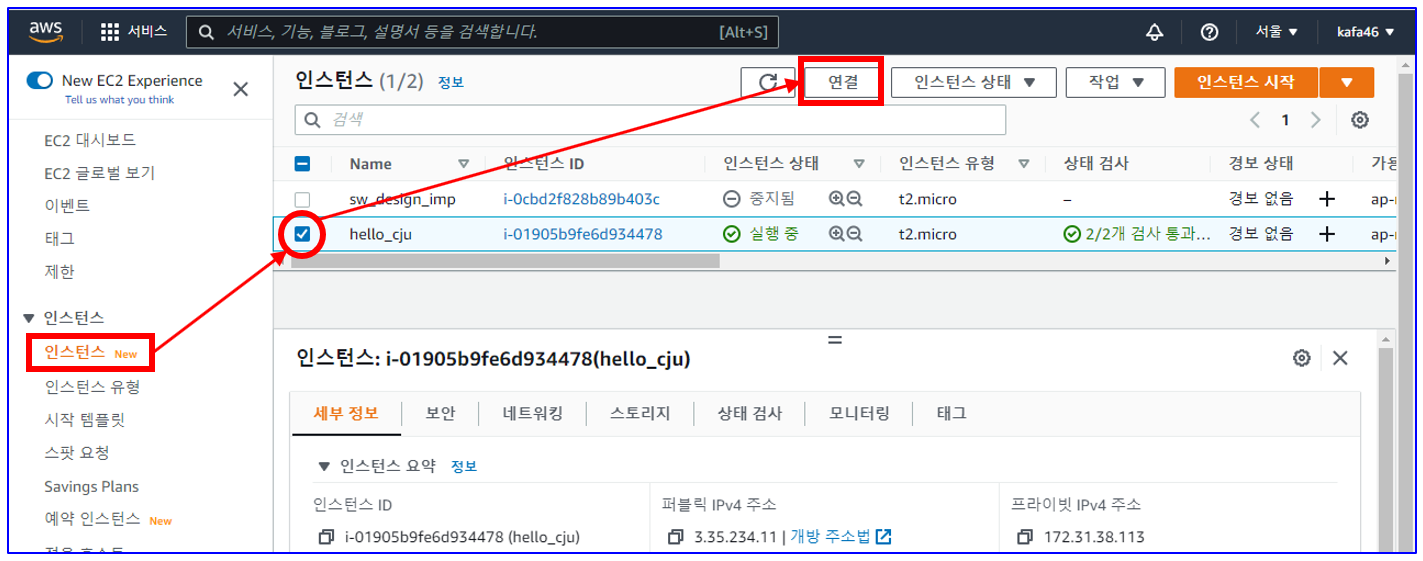 aws 서비스 서비스, 기능, 블로그, 설명서 등을 검색합니다. [Alt+S] 서울 ▼ kafa46 ▼
New EC2 Experience
Tell us what you think
EC2 대시보드
EC2 글로벌 보기
이벤트
태그
제한
인스턴스
인스턴스 New
인스턴스 유형
시작 템플릿
스팟 요청
Savings Plans
예약 인스턴스 New
인스턴스 (1/2) 정보 연결 인스턴스 상태 ▼ 작업 ▼ 인스턴스 시작 ▼
검색 1
Name 인스턴스 ID 인스턴스 상태 인스턴스 유형 상태 검사 경보 상태 가용
sw_design_imp i-0cbd2f828b89b403c 중지됨 t2.micro – 경보 없음 +
hello_cju i-01905b9fe6d934478 실행 중 t2.micro 2/2개 검사 통과... 경보 없음 +
인스턴스: i-01905b9fe6d934478(hello_cju)
세부 정보 보안 네트워킹 스토리지 상태 검사 모니터링 태그
▼ 인스턴스 요약 정보
인스턴스 ID 퍼블릭 IPv4 주소 프라이빗 IPv4 주소
i-01905b9fe6d934478 (hello_cju) 3.35.234.11 | 개방 주소법 172.31.38.113